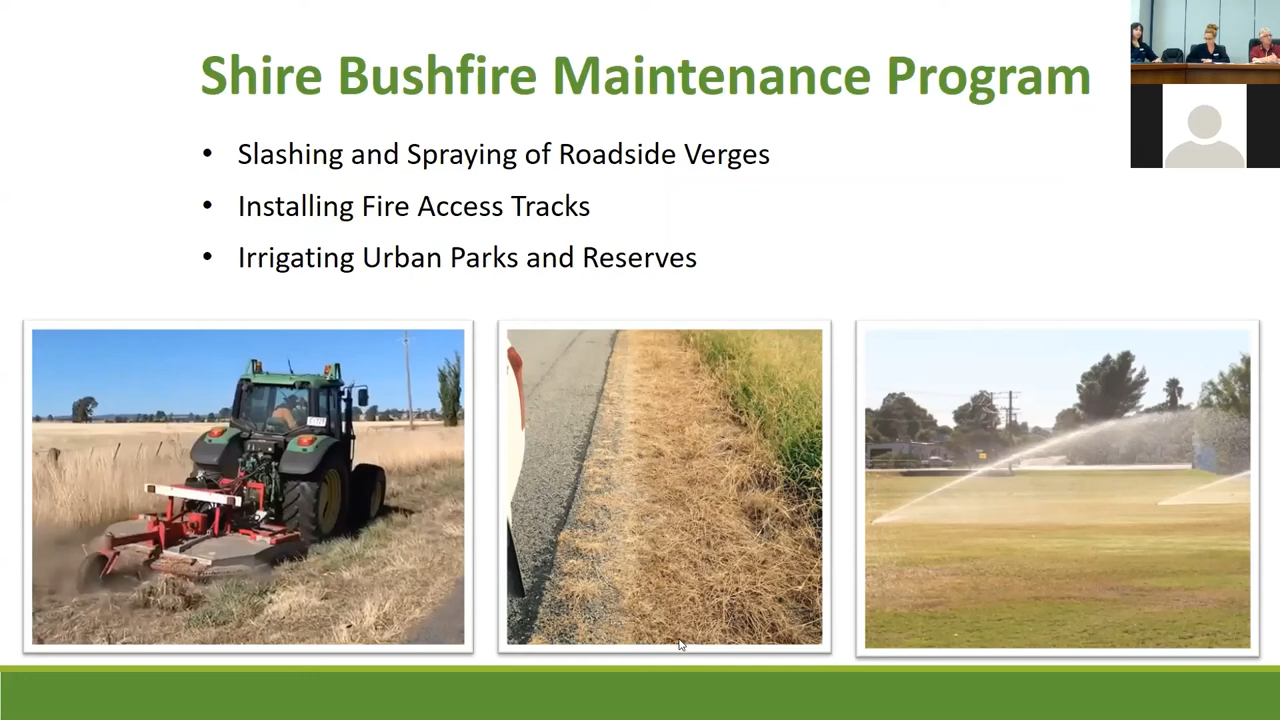 Shire Bushfire Maintenance Program
• Slashing and Spraying of Roadside Verges
• Installing Fire Access Tracks
• Irrigating Urban Parks and Reserves